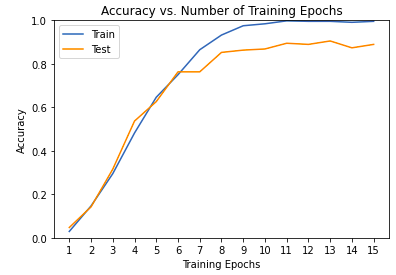 Accuracy vs. Number of Training Epochs
Train
Test
Accuracy
1.0
0.8
0.6
0.4
0.2
0.0
1 2 3 4 5 6 7 8 9 10 11 12 13 14 15
Training Epochs